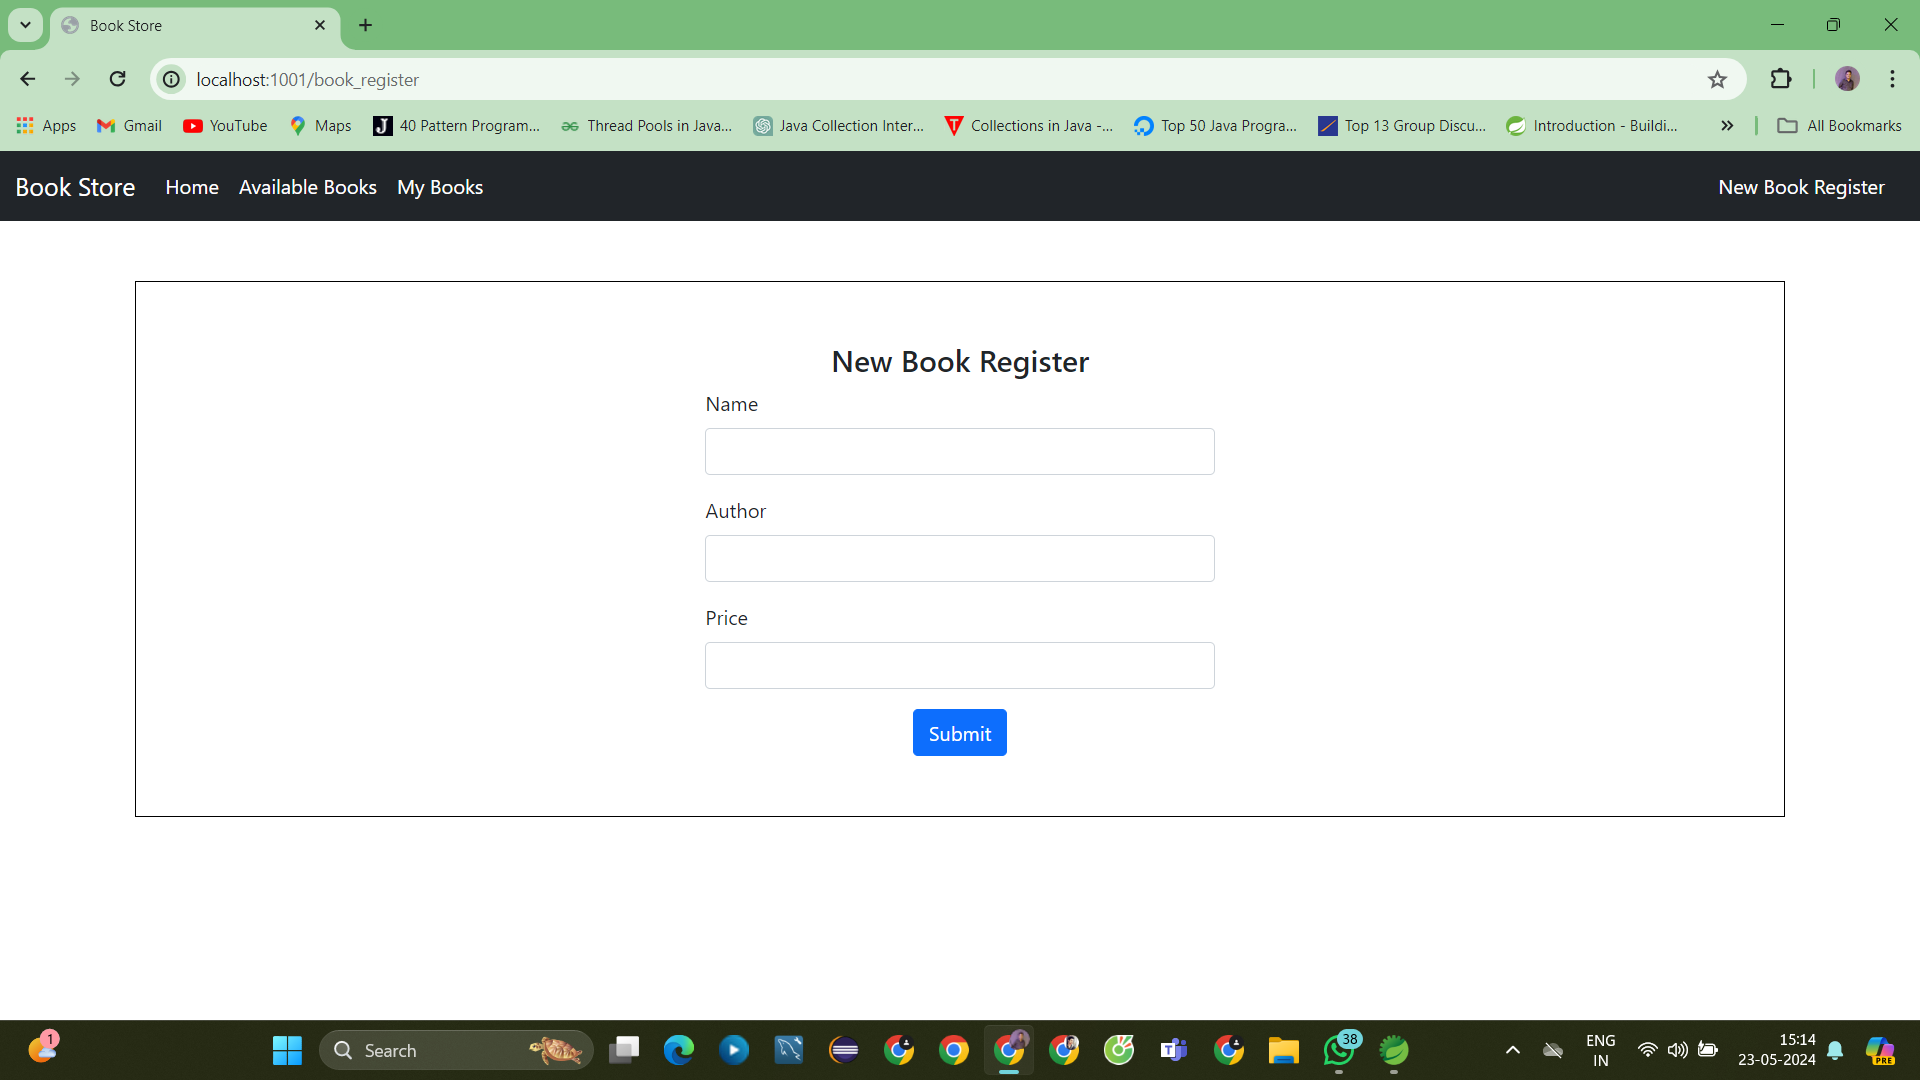 Book Store
localhost:1001/book_register
Apps Gmail YouTube Maps 40 Pattern Program... Thread Pools in Java... Java Collection Inter... Collections in Java -... Top 50 Java Progra... Top 13 Group Discu... Introduction - Buildi... All Bookmarks
Book Store Home Available Books My Books New Book Register
New Book Register
Name
Author
Price
Submit
1
Search
38
ENG
IN
15:14
23-05-2024
PRE